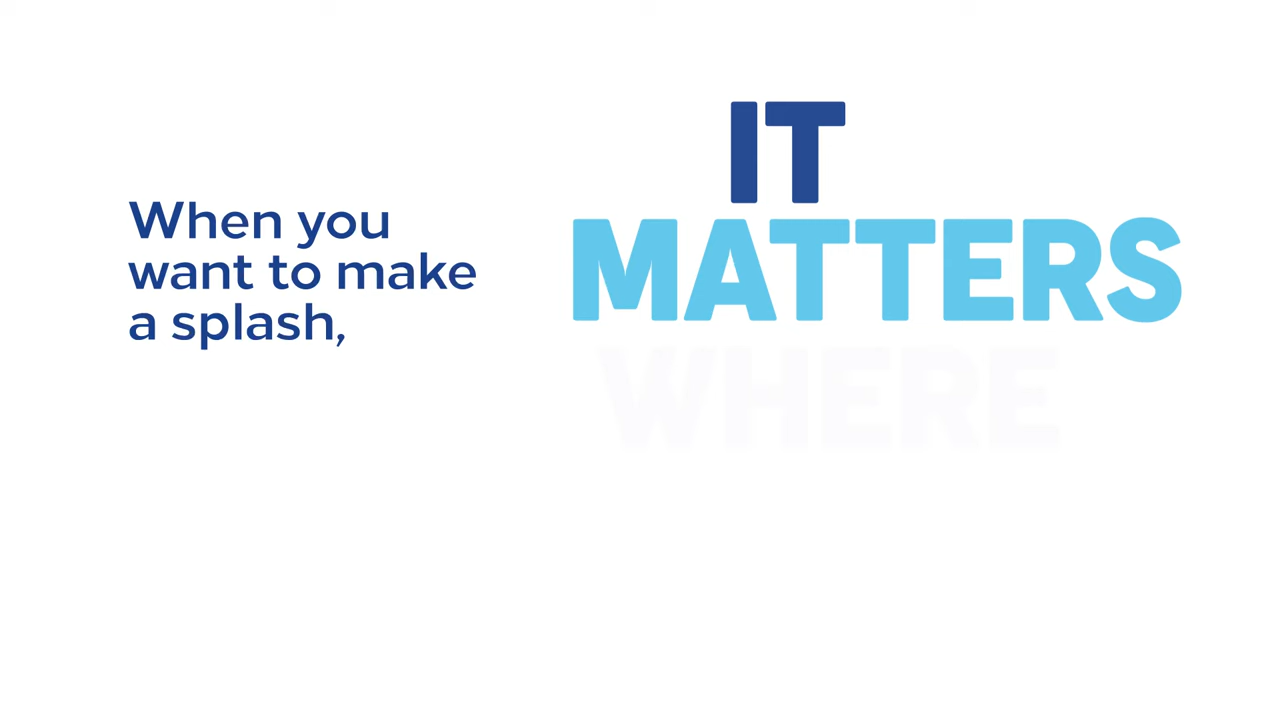 When you
want to make
a splash,
IT
MATTERS
WHERE